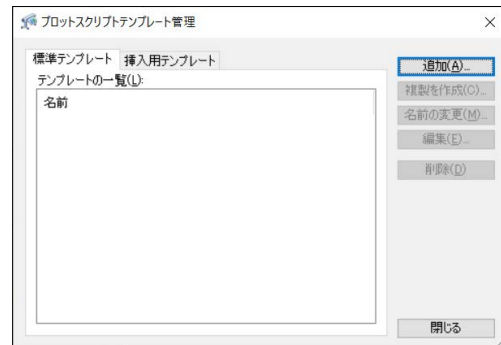 プロットスクリプトテンプレート管理
標準テンプレート 挿入用テンプレート
テンプレートの一覧(L):
名前
追加(A)...
複製を作成(C)...
名前の変更(M)...
編集(E)...
削除(D)
閉じる